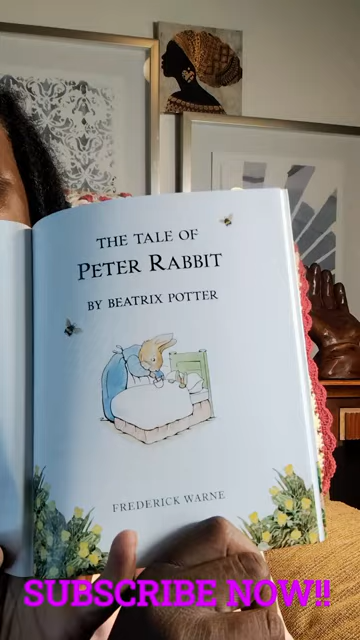 THE TALE OF
PETER RABBIT
BY BEATRIX POTTER
FREDERICK WARNE
SUBSCRIBE NOW!!